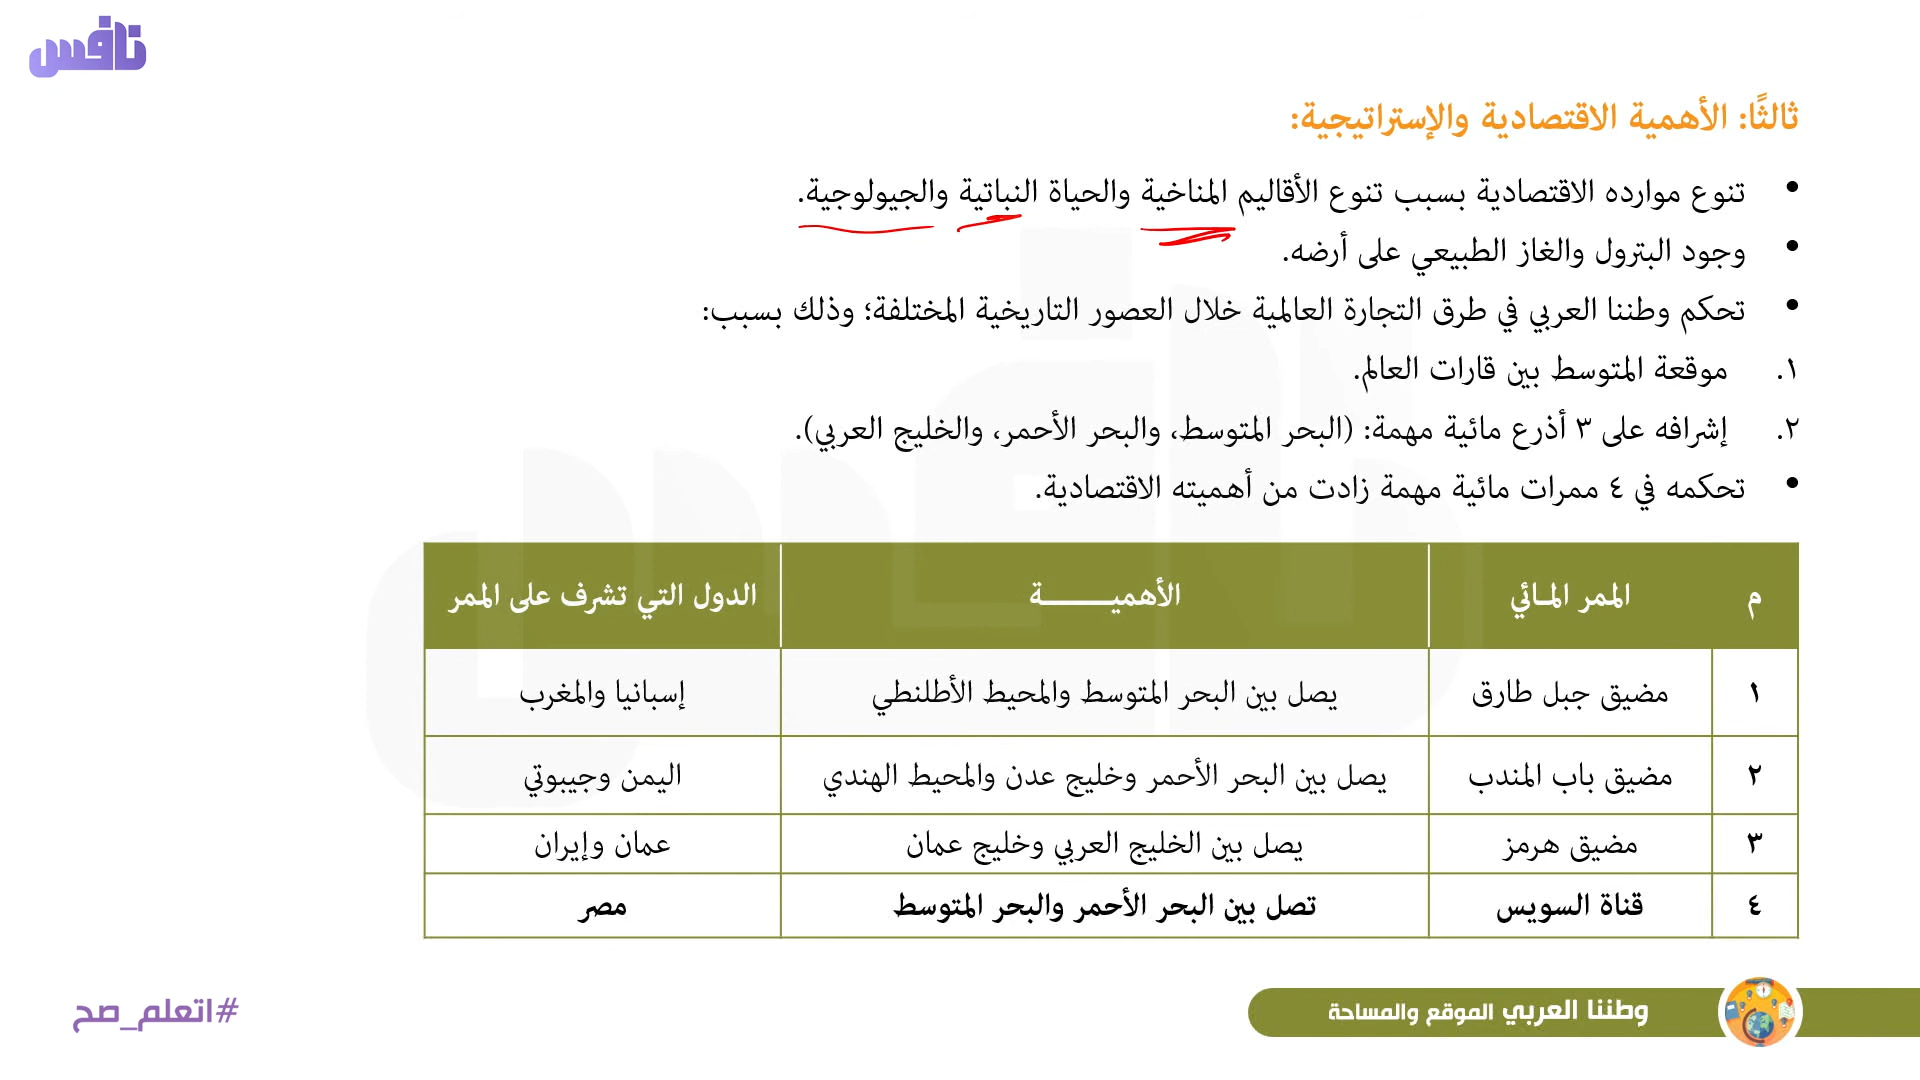 نافس
ثالثًا: الأهمية الاقتصادية والإستراتيجية:
• تنوع موارده الاقتصادية بسبب تنوع الأقاليم المناخية والحياة النباتية والجيولوجية.
• وجود البترول والغاز الطبيعي على أرضه.
• تحكم وطننا العربي في طرق التجارة العالمية خلال العصور التاريخية المختلفة؛ وذلك بسبب:
١. موقعة المتوسط بين قارات العالم.
٢. إشرافه على ٣ أذرع مائية مهمة: (البحر المتوسط، والبحر الأحمر، والخليج العربي).
• تحكمه في ٤ ممرات مائية مهمة زادت من أهميته الاقتصادية.
م الممر المـائي الأهميـــــــــة الدول التي تشرف على الممر
١ مضيق جبل طارق يصل بين البحر المتوسط والمحيط الأطلنطي إسبانيا والمغرب
٢ مضيق باب المندب يصل بين البحر الأحمر وخليج عدن والمحيط الهندي اليمن وجيبوتي
٣ مضيق هرمز يصل بين الخليج العربي وخليج عمان عمان وإيران
٤ قناة السويس تصل بين البحر الأحمر والبحر المتوسط مصر
وطننا العربي الموقع والمساحة
#اتعلم_صح